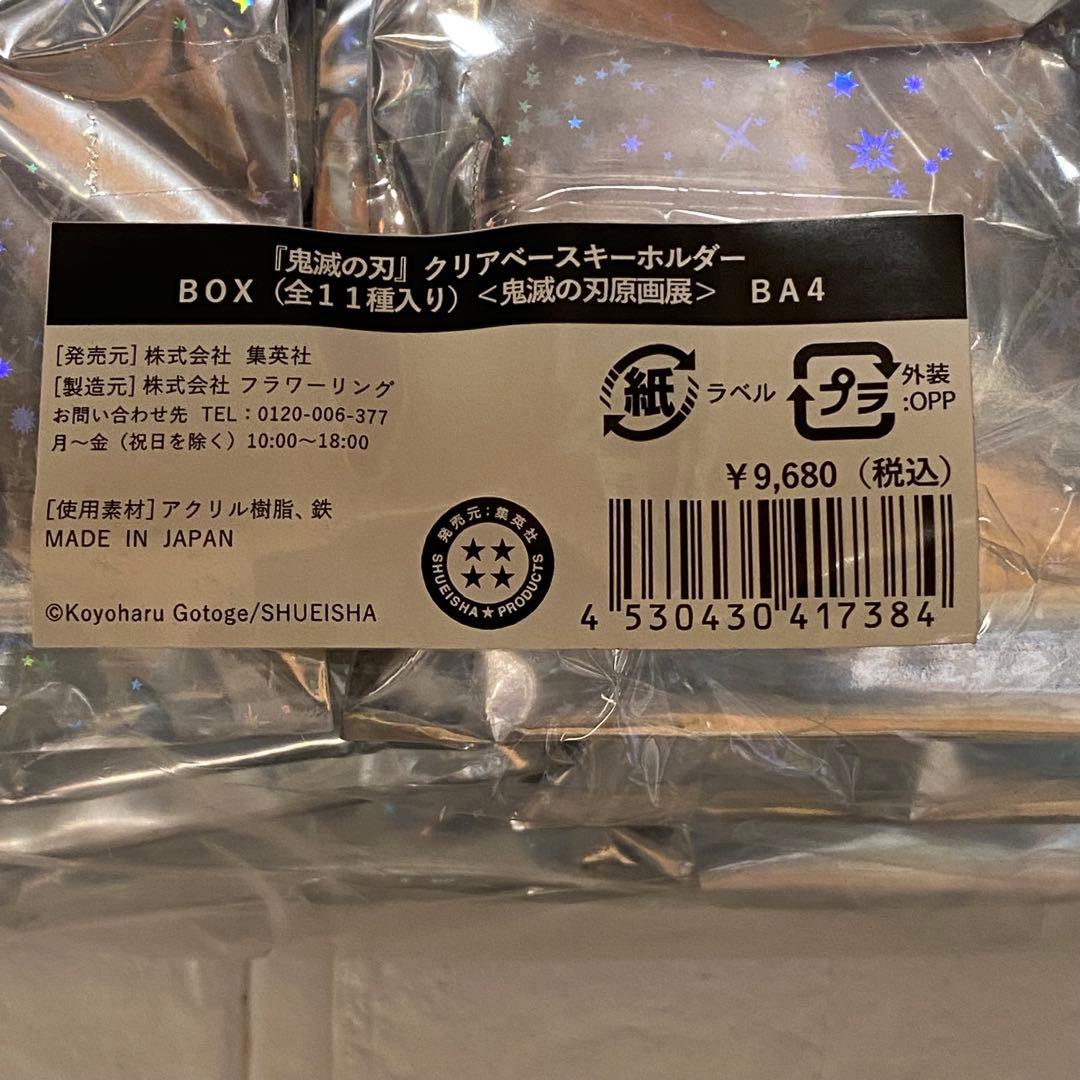 『鬼滅の刃』クリアベースキーホルダー
BOX（全11種入り）＜鬼滅の刃原画展＞ BA4
[発売元] 株式会社 集英社
[製造元] 株式会社 フラワーリング
お問い合わせ先 TEL：0120-006-377
月～金（祝日を除く）10:00～18:00
紙 ラベル
プラ 外装
:OPP
￥9,680（税込）
[使用素材] アクリル樹脂、鉄
MADE IN JAPAN
発売元：集英社
SHUEISHA★PRODUCTS
©Koyoharu Gotoge/SHUEISHA
4 530430 417384